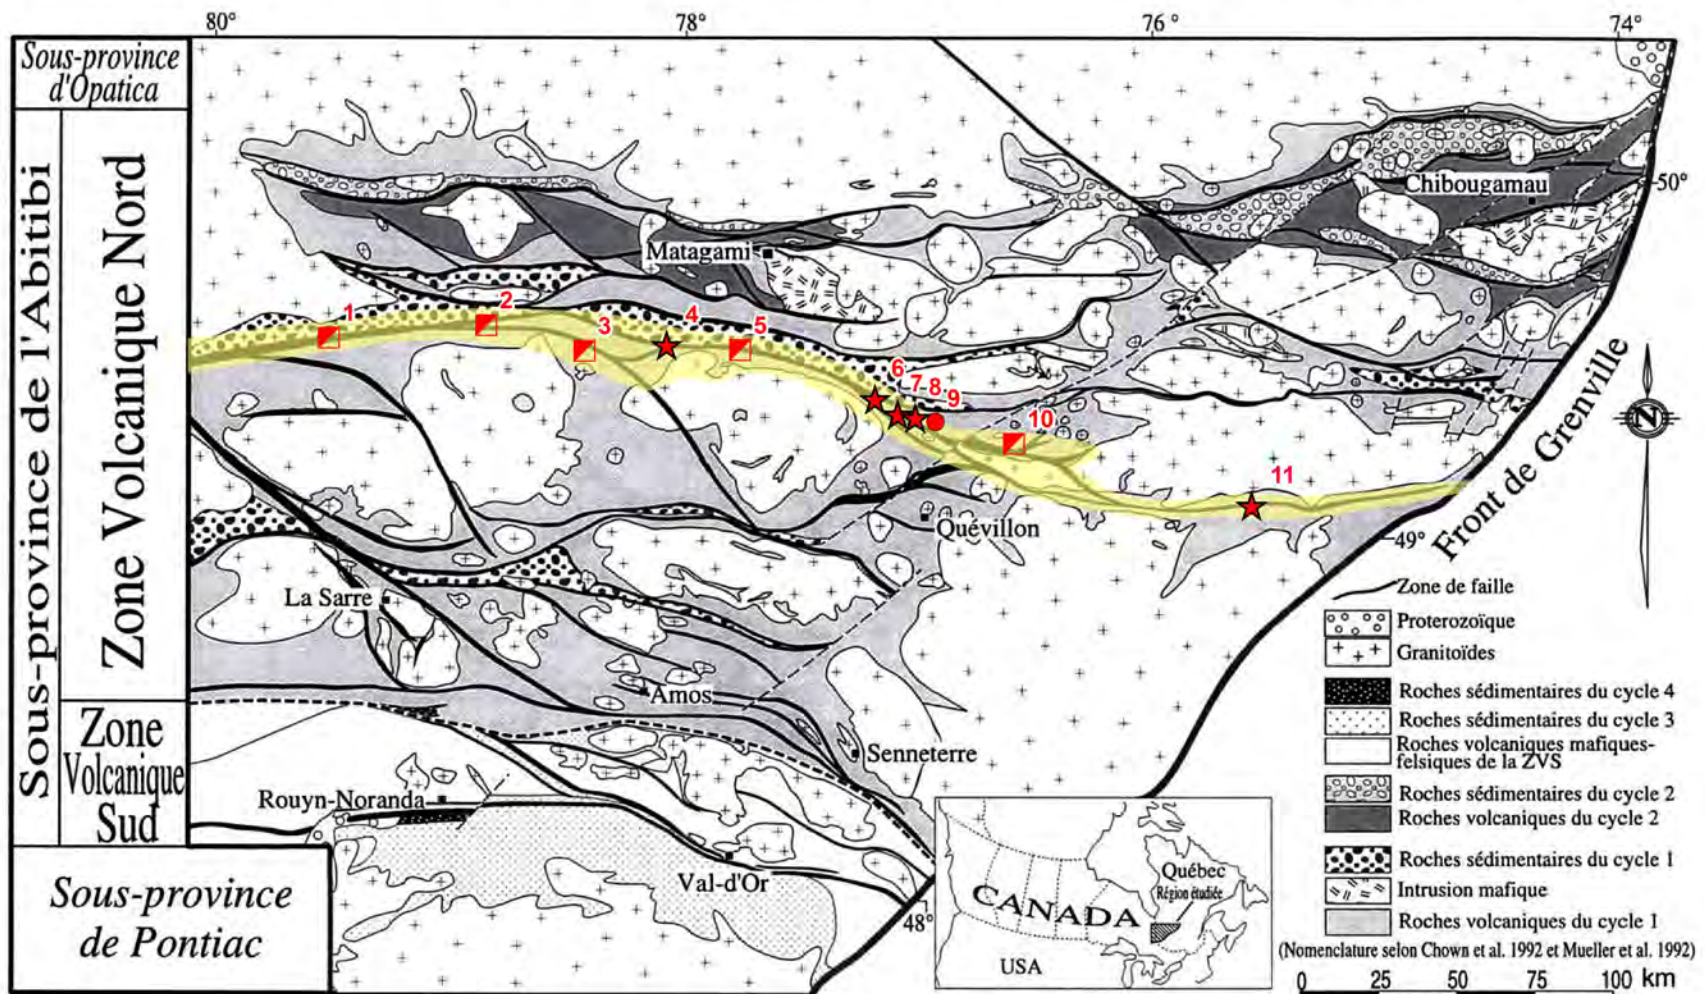 80°
78°
76°
74°
Sous-province
d'Opatica
Sous-province de l'Abitibi
Zone Volcanique Nord
Zone
Volcanique
Sud
Sous-province
de Pontiac
Chibougamau
50°
Matagami
1
2
3
4
5
6
7
8
9
10
11
Quévillon
49°
Front de Grenville
N
La Sarre
Amos
Senneterre
Rouyn-Noranda
Val-d'Or
48°
Zone de faille
Proterozoïque
Granitoïdes
Roches sédimentaires du cycle 4
Roches sédimentaires du cycle 3
Roches volcaniques mafiques-
felsiques de la ZVS
Roches sédimentaires du cycle 2
Roches volcaniques du cycle 2
Roches sédimentaires du cycle 1
Intrusion mafique
Roches volcaniques du cycle 1
(Nomenclature selon Chown et al. 1992 et Mueller et al. 1992)
0 25 50 75 100 km
Québec
Région étudiée
CANADA
USA